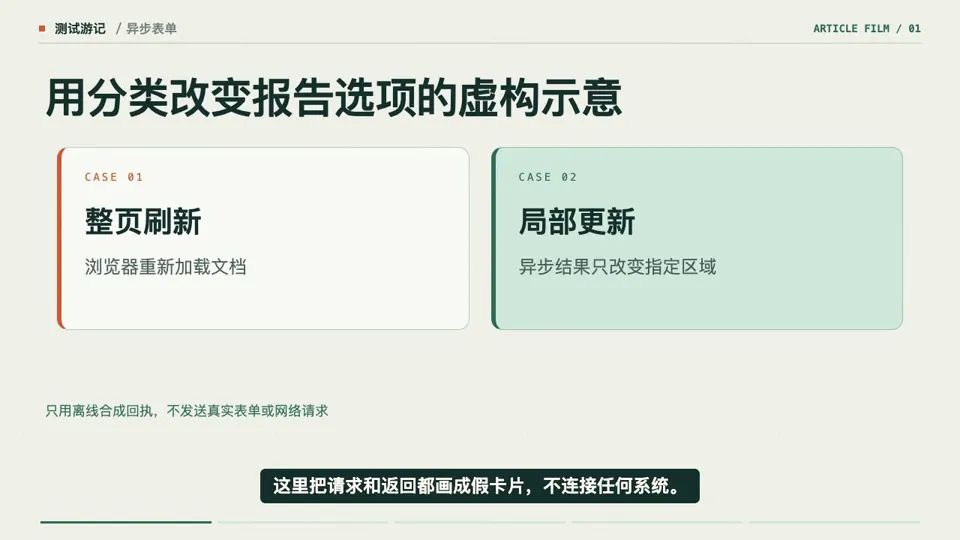 测试游记 / 异步表单
ARTICLE FILM / 01
用分类改变报告选项的虚构示意
CASE 01
整页刷新
浏览器重新加载文档
CASE 02
局部更新
异步结果只改变指定区域
只用离线合成回执，不发送真实表单或网络请求
这里把请求和返回都画成假卡片，不连接任何系统。